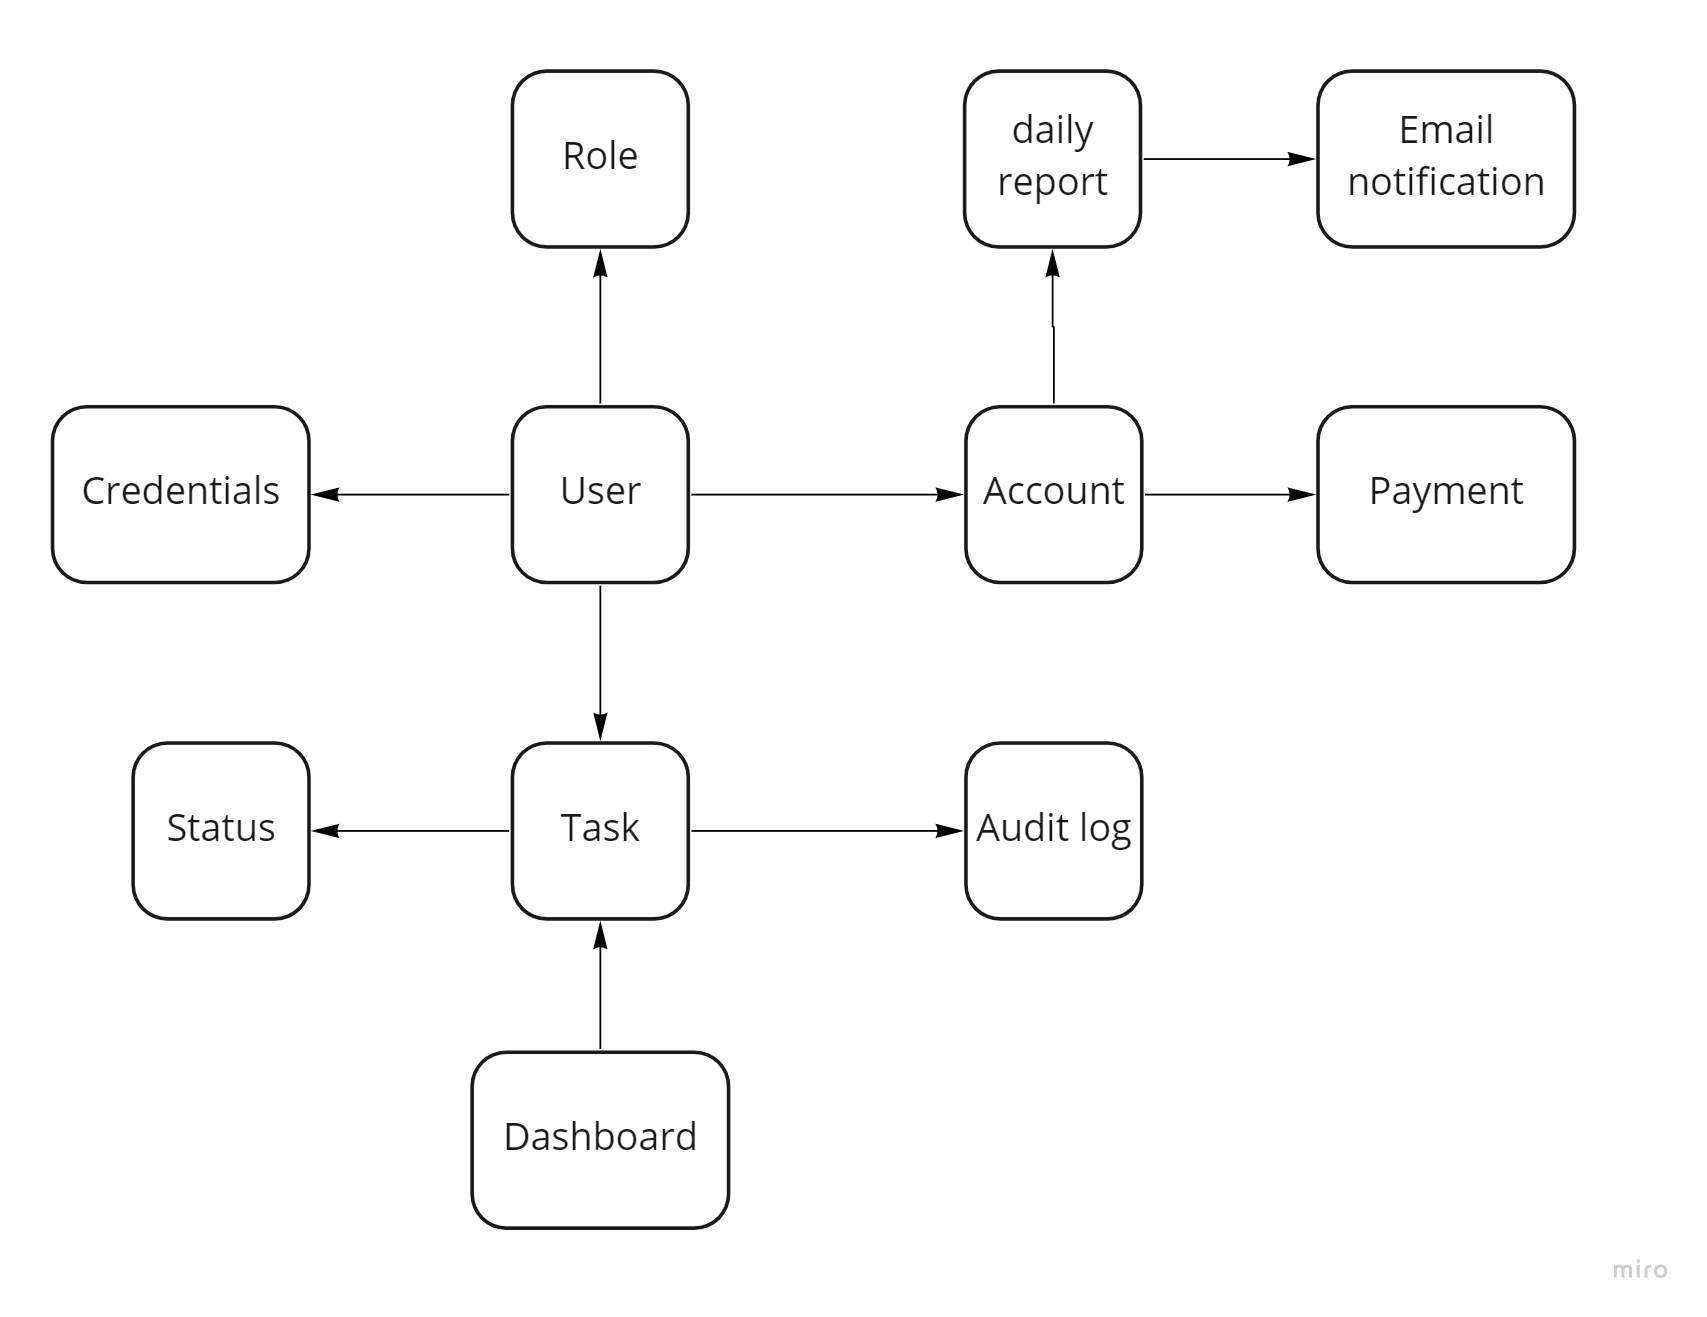 Role
daily
report
Email
notification
Credentials
User
Account
Payment
Status
Task
Audit log
Dashboard
miro